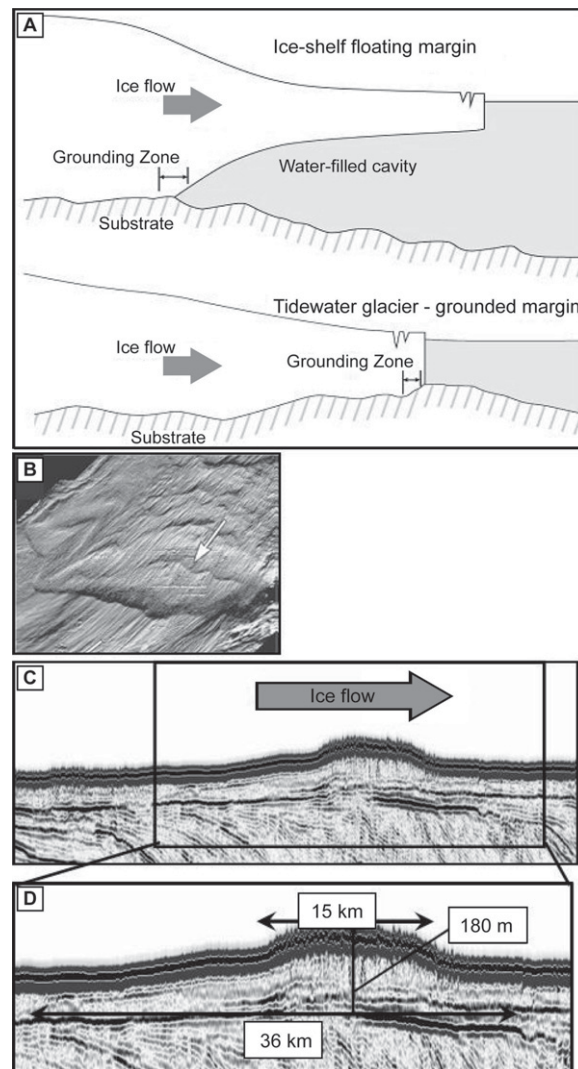 A
Ice-shelf floating margin
Ice flow
Grounding Zone
Water-filled cavity
Substrate
Tidewater glacier - grounded margin
Ice flow
Grounding Zone
Substrate
B
C
Ice flow
D
15 km
180 m
36 km